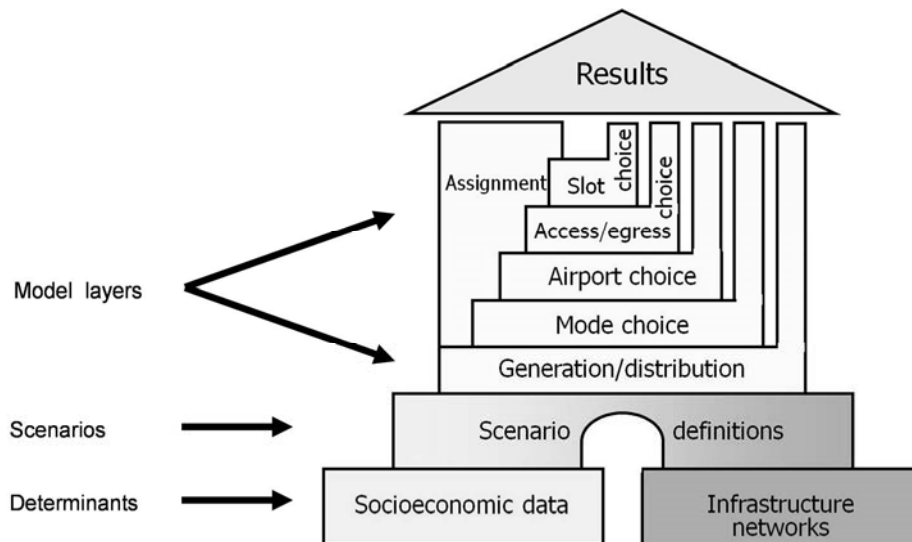 Results
Assignment
Slot choice
Access/egress choice
Airport choice
Mode choice
Generation/distribution
Model layers
Scenarios
Scenario definitions
Determinants
Socioeconomic data
Infrastructure
networks